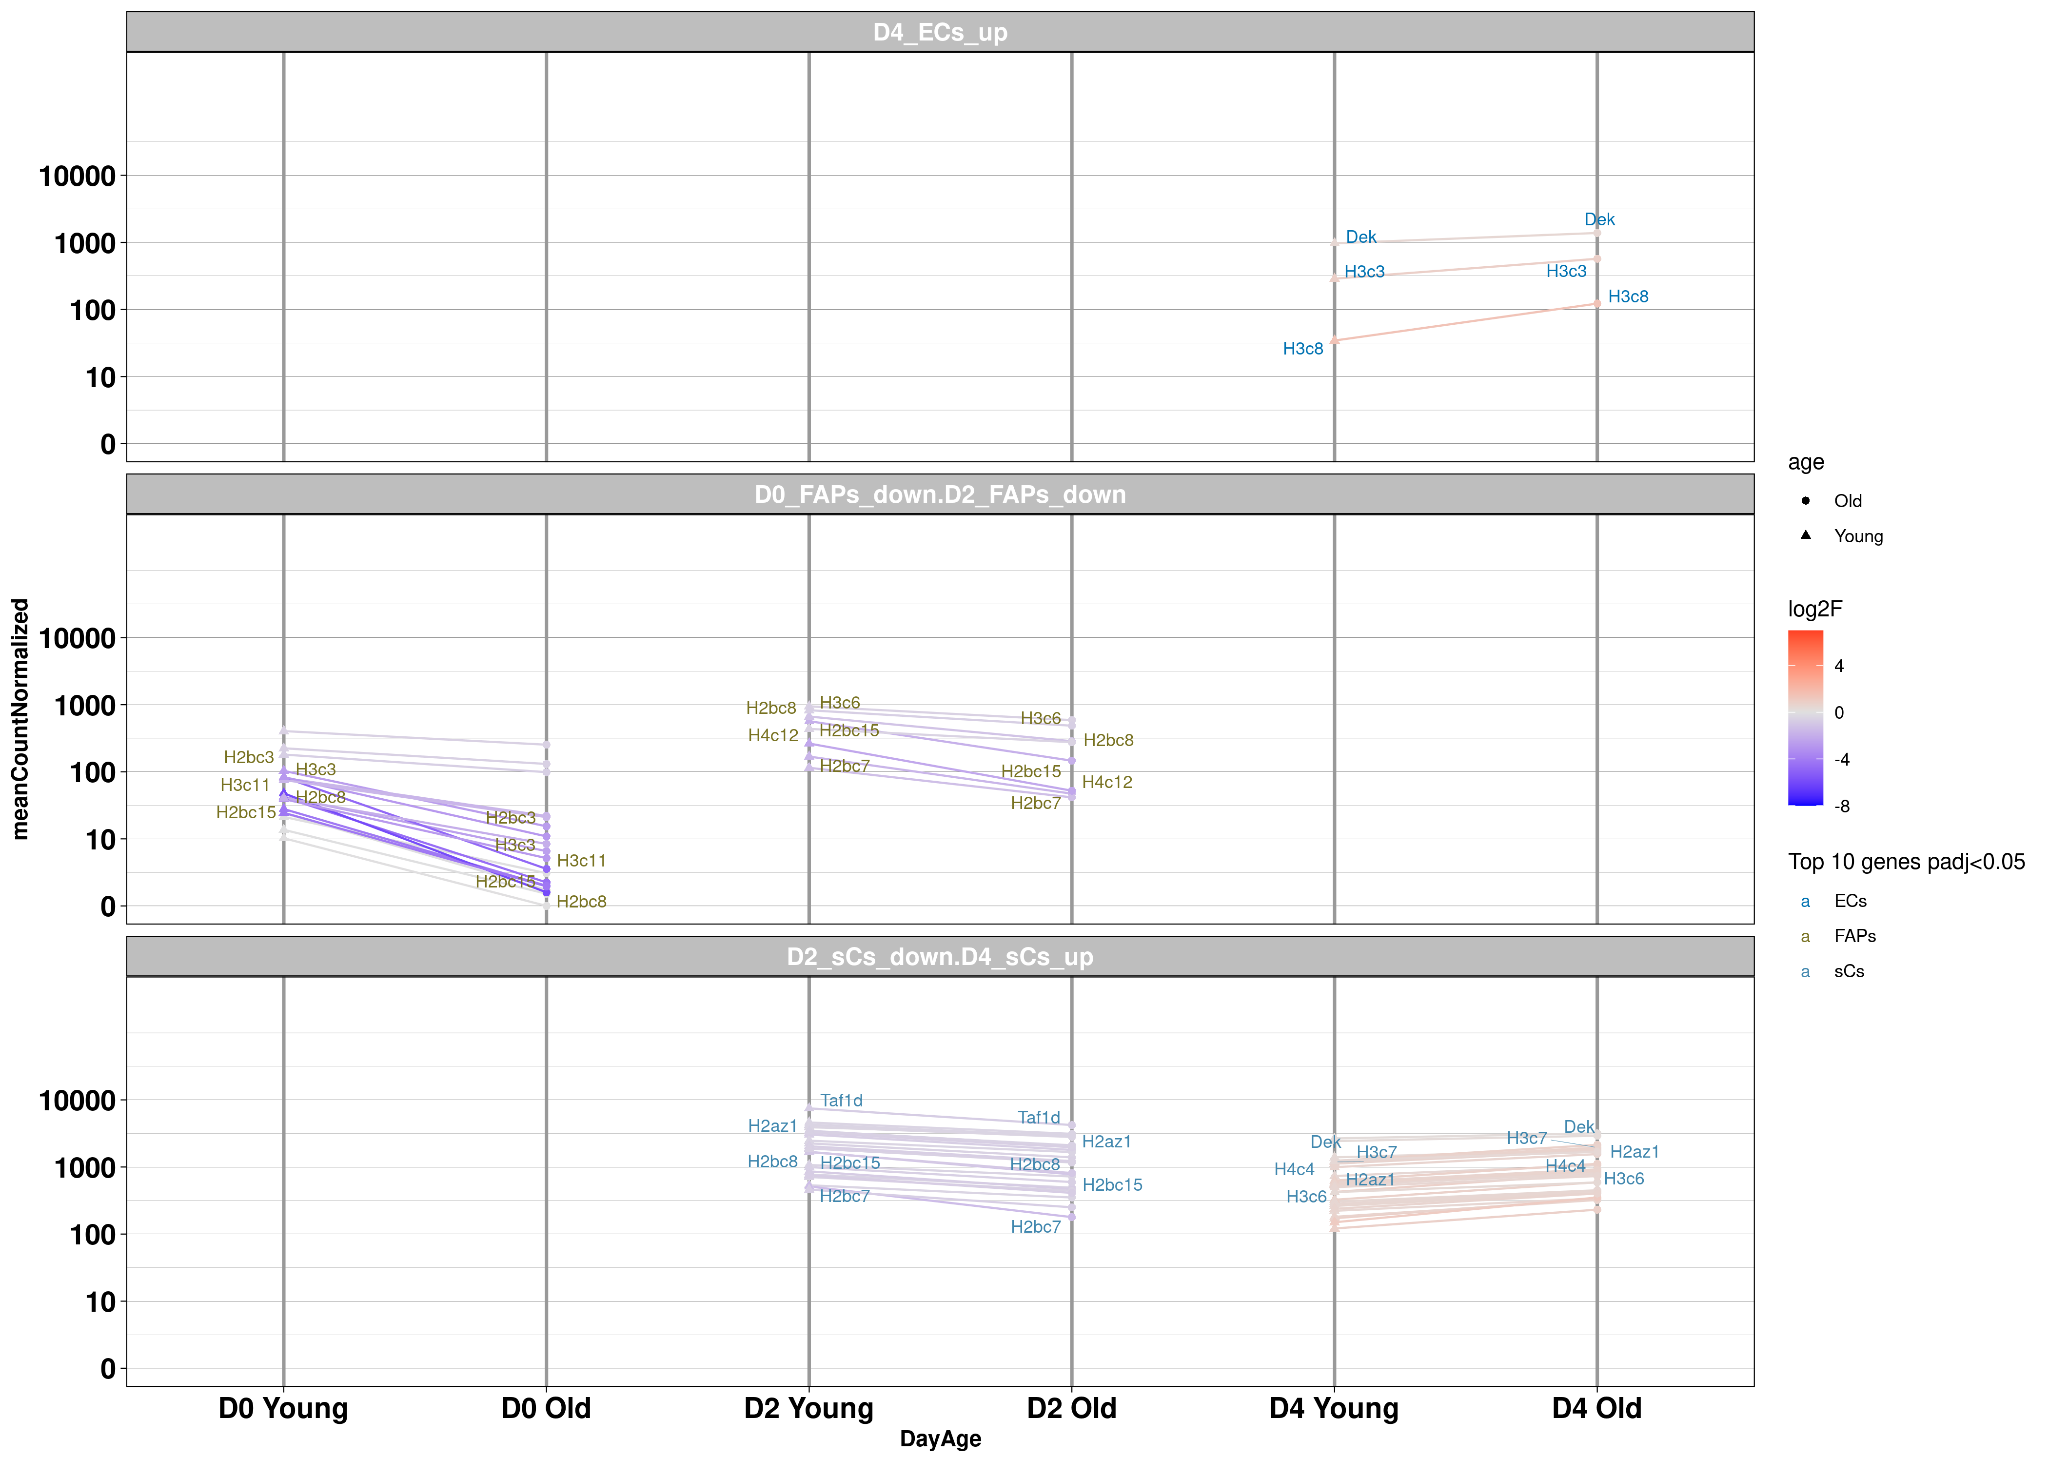 D4_ECs_up
10000
1000
100
10
0
Dek
Dek
H3c3
H3c3
H3c8
H3c8
D0_FAPs_down.D2_FAPs_down
meanCountNormalized
10000
1000
100
10
0
H2bc3
H3c3
H3c11
H2bc8
H2bc15
H2bc3
H3c3
H3c11
H2bc15
H2bc8
H2bc8
H3c6
H2bc15
H4c12
H2bc7
H3c6
H2bc8
H2bc15
H4c12
H2bc7
D2_sCs_down.D4_sCs_up
10000
1000
100
10
0
Taf1d
H2az1
H2bc8
H2bc15
H2bc7
Taf1d
H2az1
H2bc8
H2bc15
H2bc7
Dek
H3c7
H4c4
H2az1
H3c6
Dek
H3c7
H2az1
H4c4
H3c6
D0 Young
D0 Old
D2 Young
D2 Old
D4 Young
D4 Old
DayAge
age
Old
Young
log2F
4
0
-4
-8
Top 10 genes padj<0.05
a ECs
a FAPs
a sCs